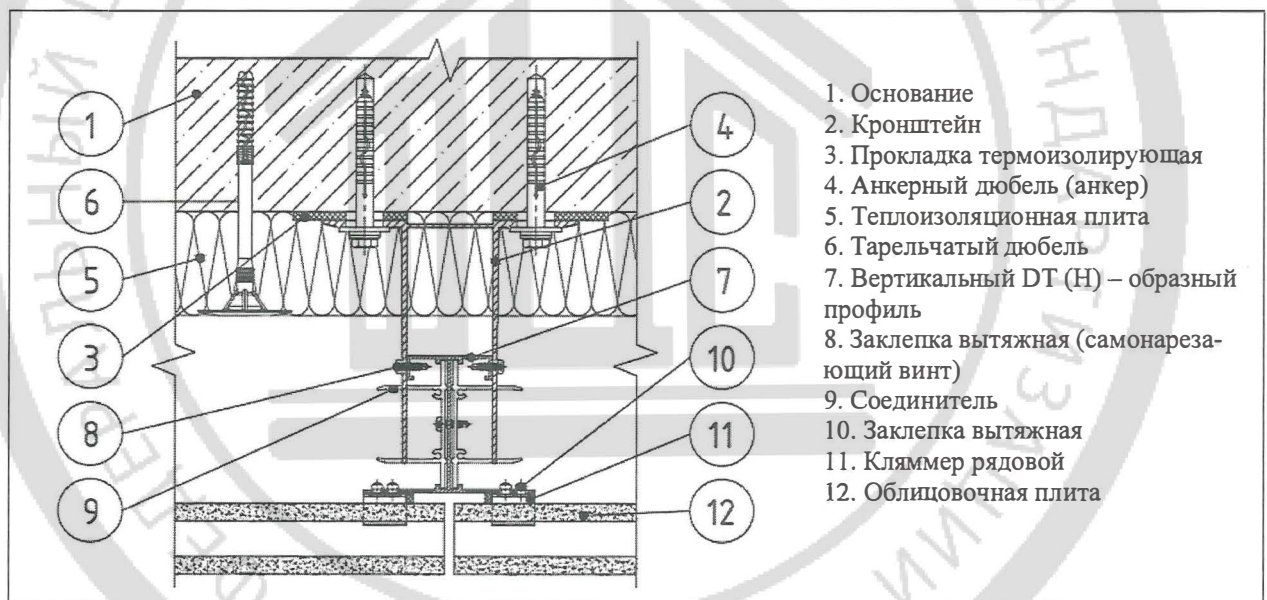 1. Основание
2. Кронштейн
3. Прокладка термоизолирующая
4. Анкерный дюбель (анкер)
5. Теплоизоляционная плита
6. Тарельчатый дюбель
7. Вертикальный DT (H) – образный
профиль
8. Заклепка вытяжная (самонареза-
ющий винт)
9. Соединитель
10. Заклепка вытяжная
11. Кляммер рядовой
12. Облицовочная плита
1
6
5
3
8
9
4
2
7
10
11
12